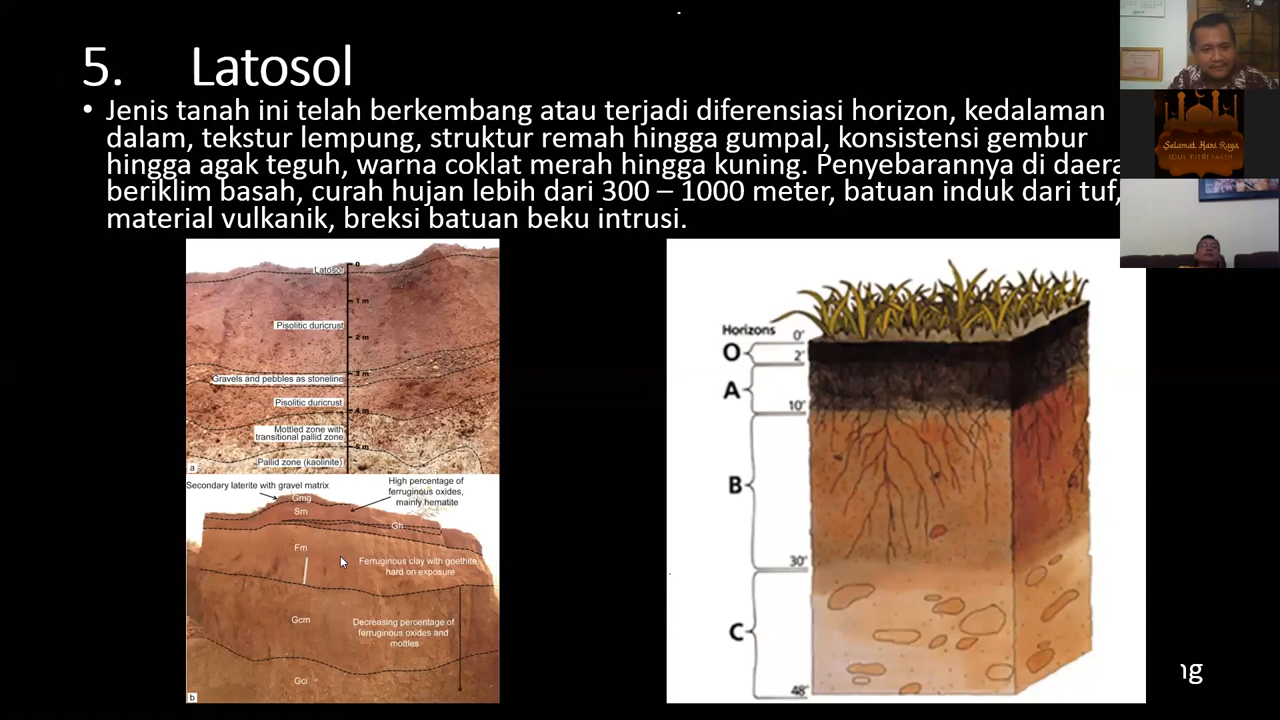 5. Latosol
• Jenis tanah ini telah berkembang atau terjadi diferensiasi horizon, kedalaman
dalam, tekstur lempung, struktur remah hingga gumpal, konsistensi gembur
hingga agak teguh, warna coklat merah hingga kuning. Penyebarannya di daera
beriklim basah, curah hujan lebih dari 300 – 1000 meter, batuan induk dari tuf,
material vulkanik, breksi batuan beku intrusi.
Selamat Hari Raya
IDUL FITRI 1441H
Latosol
0
1 m
Pisolitic duricrust
2 m
3 m
Gravels and pebbles as stoneline
Pisolitic duricrust
4 m
Mottled zone with
transitional pallid zone
5 m
Pallid zone (kaolinite)
a
Secondary laterite with gravel matrix
High percentage of
ferruginous oxides,
mainly hematite
Gmg
Sm
Gh
Fm
Ferruginous clay with goethite,
hard on exposure
Gcm
Decreasing percentage of
ferruginous oxides and
mottles
Gci
b
Horizons
0"
O
2"
A
10"
B
30"
C
48"
ng